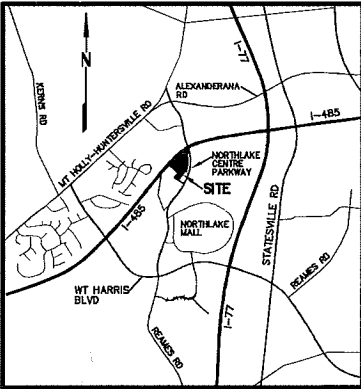 N
KERNS RD
I-77
ALEXANDERANA
RD
I-485
MT HOLLY-HUNTERSVILLE RD
NORTHLAKE
CENTRE
PARKWAY
SITE
STATESVILLE RD
NORTHLAKE
MALL
I-485
WT HARRIS
BLVD
REAMES RD
I-77
REAMES RD